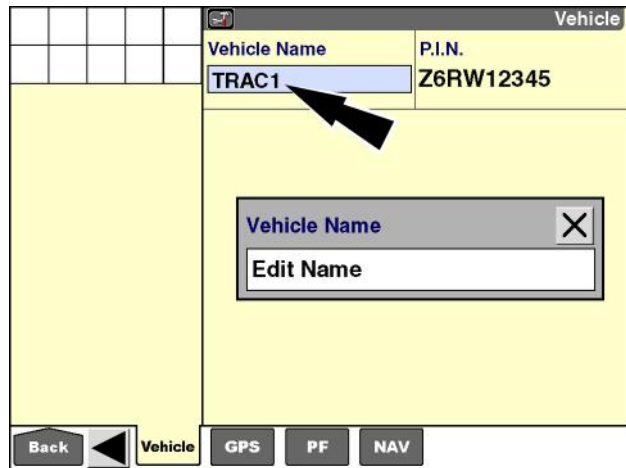 Vehicle
Vehicle Name P.I.N.
TRAC1 Z6RW12345
Vehicle Name
Edit Name
Back Vehicle GPS PF NAV